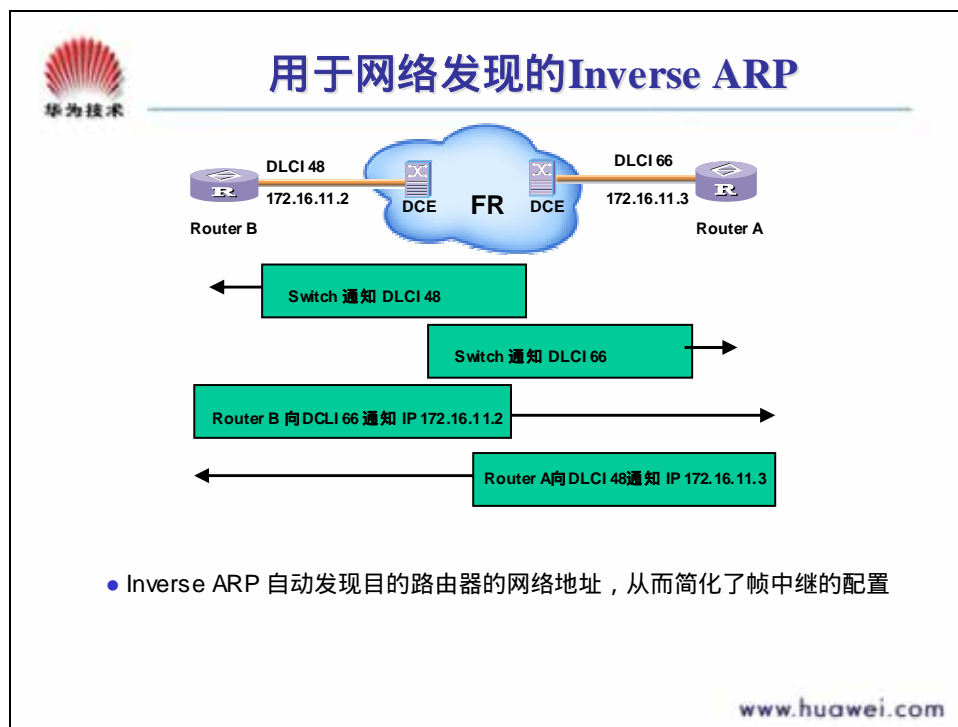 华为技术
用于网络发现的Inverse ARP
DLCI 48
172.16.11.2
R
Router B
DCE
FR
DCE
DLCI 66
172.16.11.3
R
Router A
Switch 通知 DLCI 48
Switch 通知 DLCI 66
Router B 向DCLI 66 通知 IP 172.16.11.2
Router A向DLCI 48通知 IP 172.16.11.3
● Inverse ARP 自动发现目的路由器的网络地址，从而简化了帧中继的配置
www.huawei.com